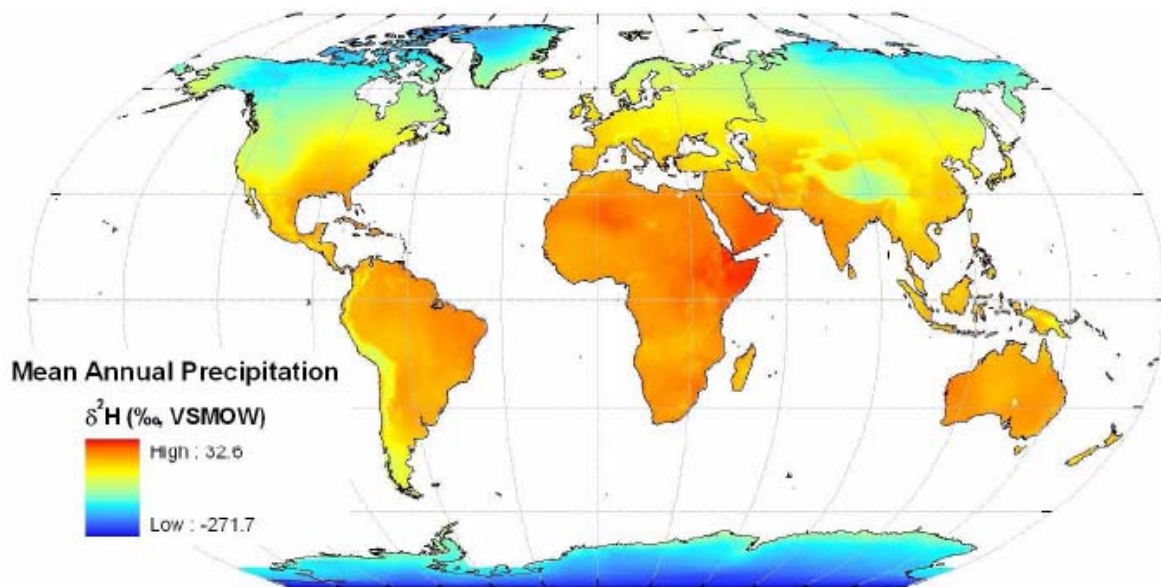 Mean Annual Precipitation
δ²H (‰, VSMOW)
High : 32.6
Low : -271.7